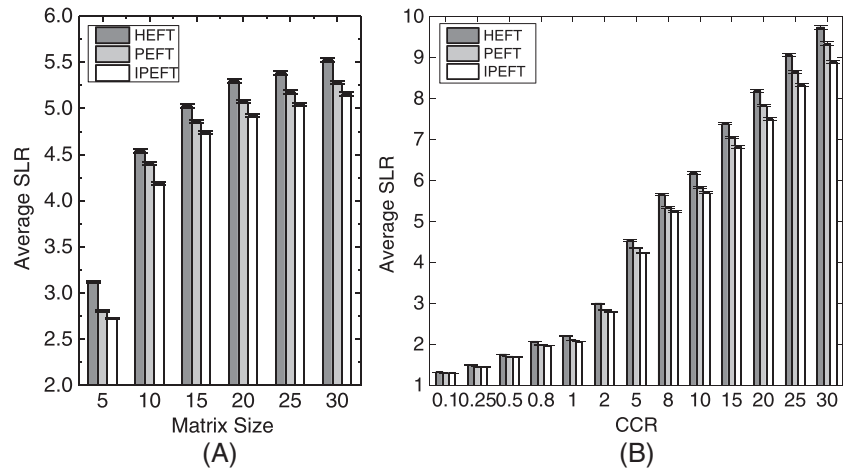 HEFT
PEFT
IPEFT
Average SLR
6.0
5.5
5.0
4.5
4.0
3.5
3.0
2.5
2.0
5 10 15 20 25 30
Matrix Size
(A)
HEFT
PEFT
IPEFT
Average SLR
10
9
8
7
6
5
4
3
2
1
0.1 0.25 0.5 0.8 1 2 5 8 10 15 20 25 30
CCR
(B)